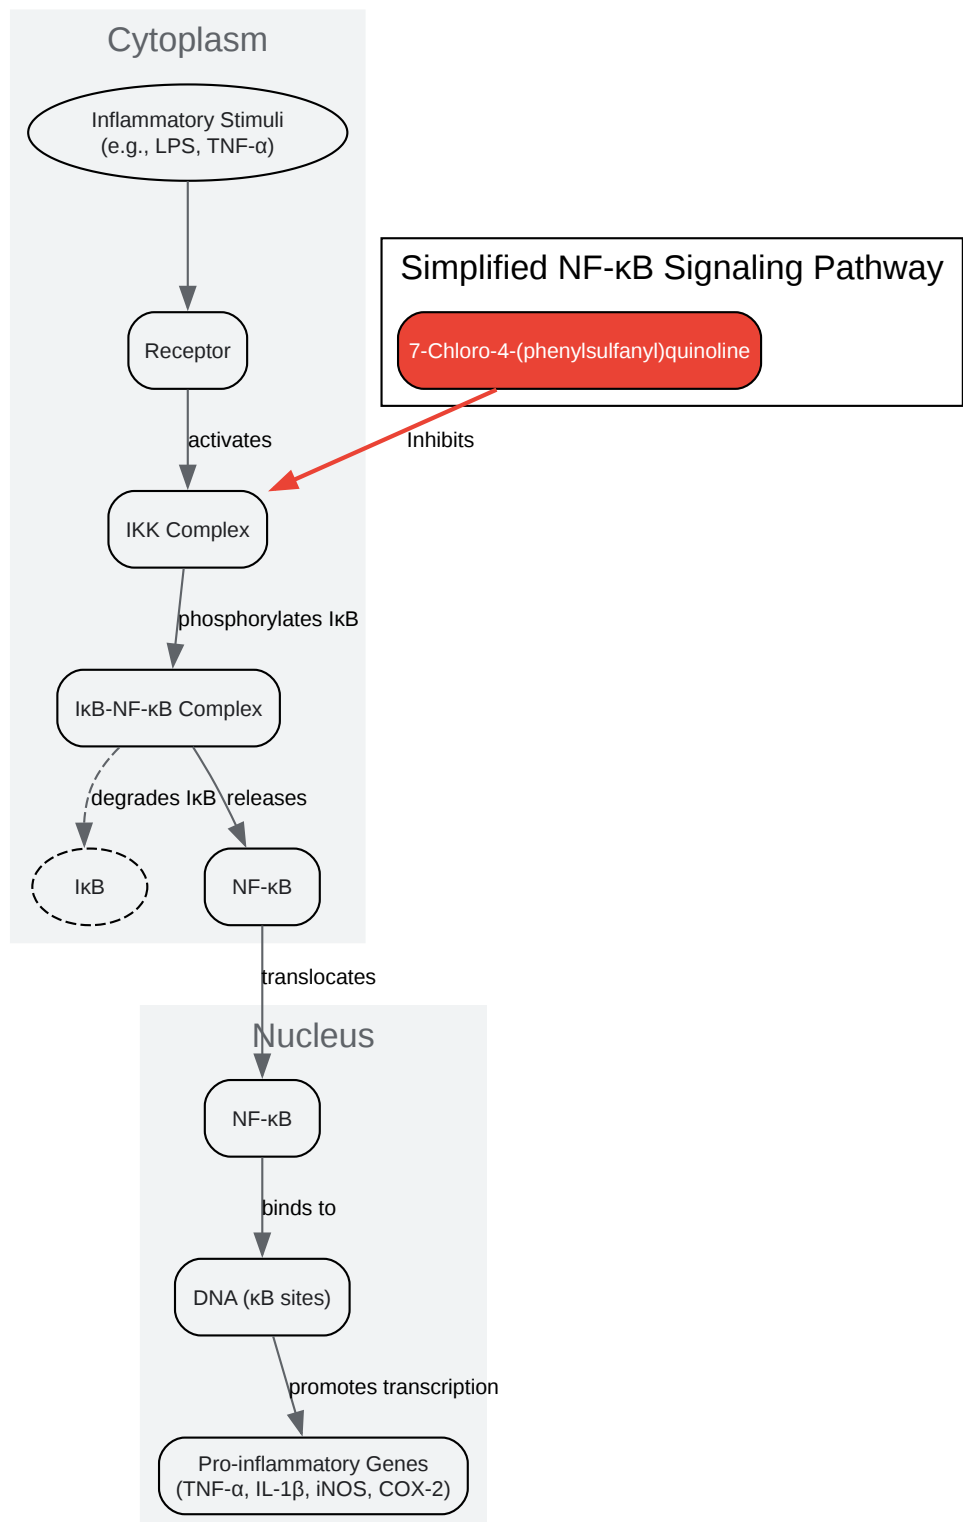 Cytoplasm
Inflammatory Stimuli
(e.g., LPS, TNF-α)
Simplified NF-κB Signaling Pathway
Receptor
7-Chloro-4-(phenylsulfanyl)quinoline
activates
Inhibits
IKK Complex
phosphorylates IκB
IκB-NF-κB Complex
degrades IκB
releases
IκB
NF-κB
translocates
Nucleus
NF-κB
binds to
DNA (κB sites)
promotes transcription
Pro-inflammatory Genes
(TNF-α, IL-1β, iNOS, COX-2)